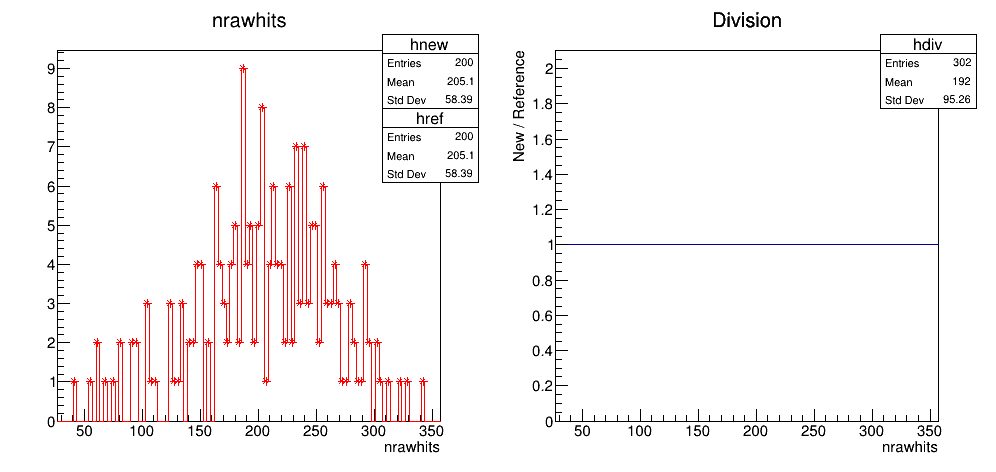 nrawhits
hnew
Entries 200
Mean 205.1
Std Dev 58.39
href
Entries 200
Mean 205.1
Std Dev 58.39
9
8
7
6
5
4
3
2
1
0
50 100 150 200 250 300 350
nrawhits
Division
hdiv
Entries 302
Mean 192
Std Dev 95.26
New / Reference
2
1.8
1.6
1.4
1.2
1
0.8
0.6
0.4
0.2
0
50 100 150 200 250 300 350
nrawhits